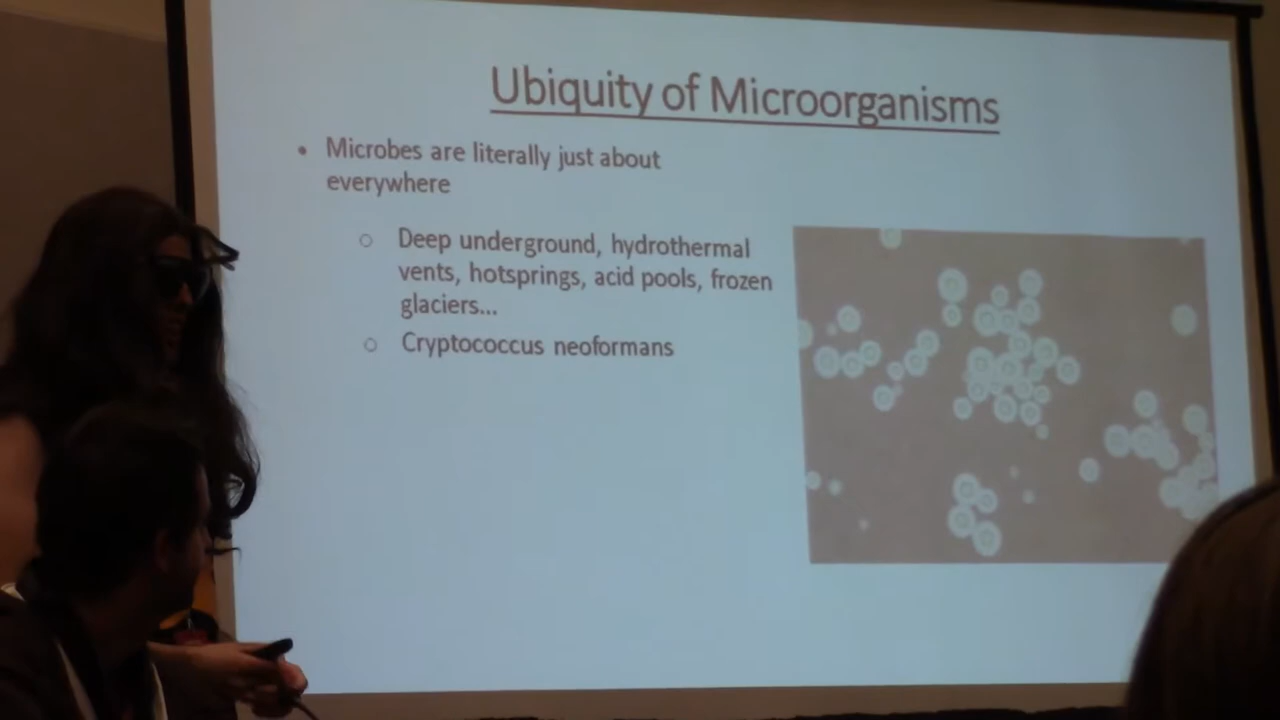 Ubiquity of Microorganisms
• Microbes are literally just about
everywhere
○ Deep underground, hydrothermal
vents, hotsprings, acid pools, frozen
glaciers...
○ Cryptococcus neoformans